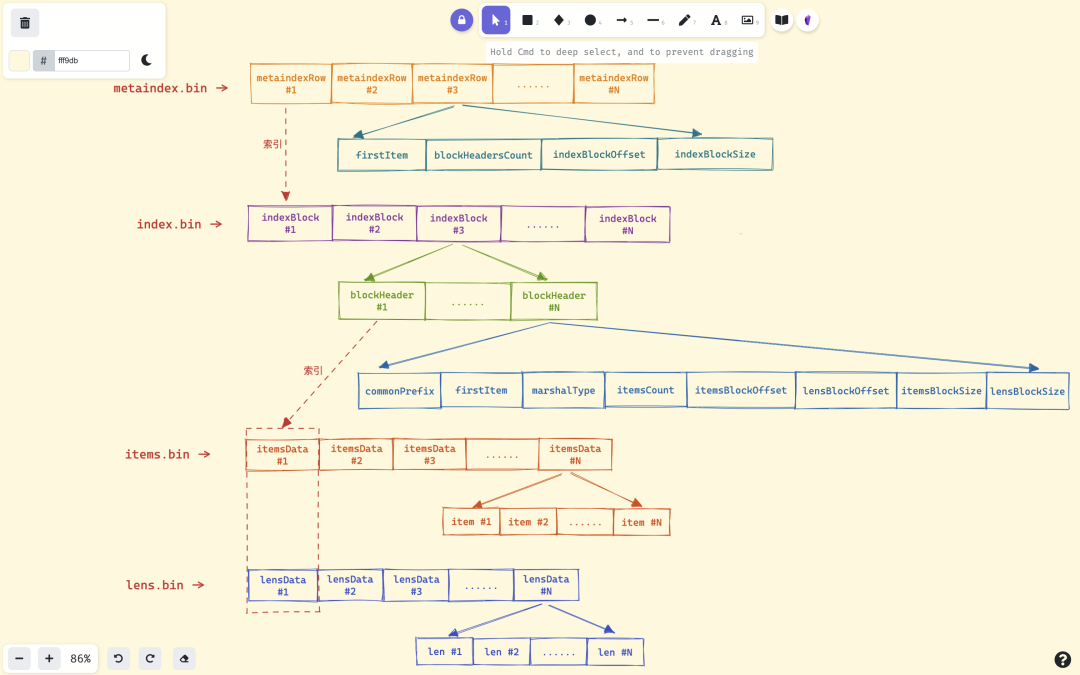 1
2
3
4
5
6
7
A
8
9
Hold Cmd to deep select, and to prevent dragging
# fff9db
metaindex.bin →
metaindexRow
#1
metaindexRow
#2
metaindexRow
#3
......
metaindexRow
#N
索引
firstItem
blockHeadersCount
indexBlockOffset
indexBlockSize
index.bin →
indexBlock
#1
indexBlock
#2
indexBlock
#3
......
indexBlock
#N
blockHeader
#1
......
blockHeader
#N
索引
commonPrefix
firstItem
marshalType
itemsCount
itemsBlockOffset
lensBlockOffset
itemsBlockSize
lensBlockSize
items.bin →
itemsData
#1
itemsData
#2
itemsData
#3
......
itemsData
#N
item #1
item #2
......
item #N
lens.bin →
lensData
#1
lensData
#2
lensData
#3
......
lensData
#N
len #1
len #2
......
len #N
86%